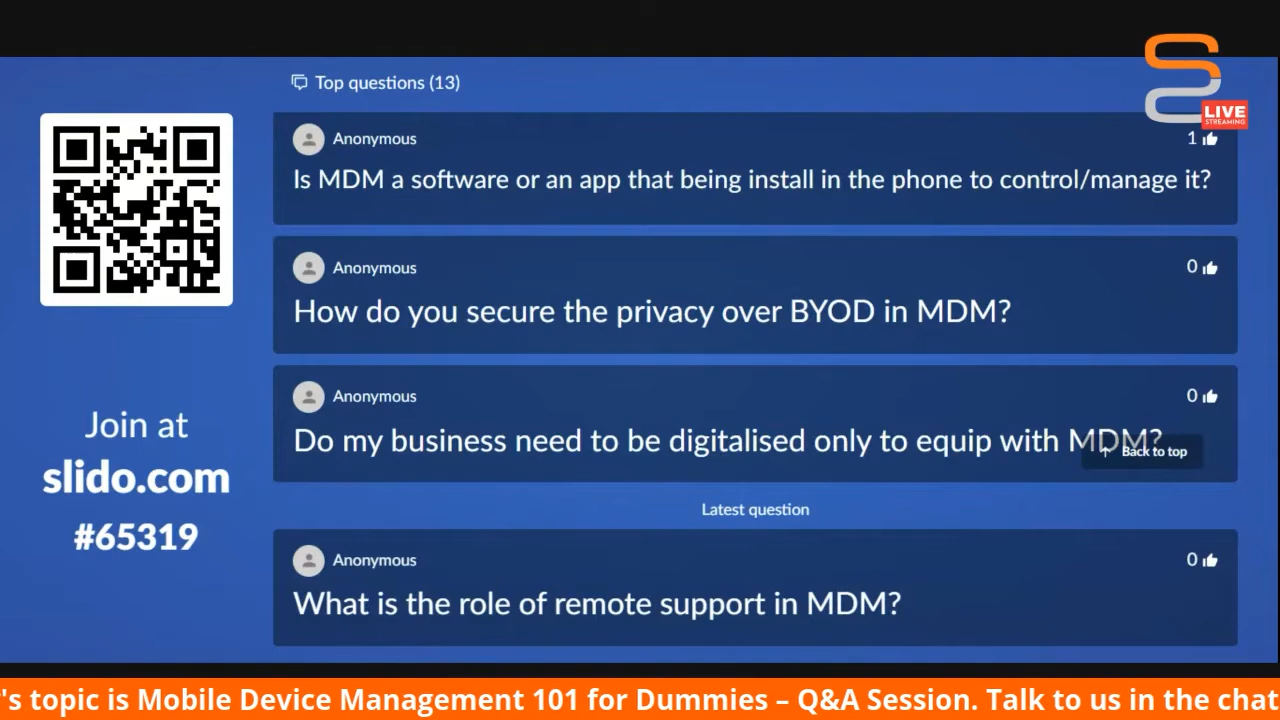 Top questions (13)
LIVE
STREAMING
Anonymous
1
Is MDM a software or an app that being install in the phone to control/manage it?
Anonymous
0
How do you secure the privacy over BYOD in MDM?
Anonymous
0
Do my business need to be digitalised only to equip with MDM?
Back to top
Latest question
Anonymous
0
What is the role of remote support in MDM?
Join at
slido.com
#65319
's topic is Mobile Device Management 101 for Dummies – Q&A Session. Talk to us in the chat